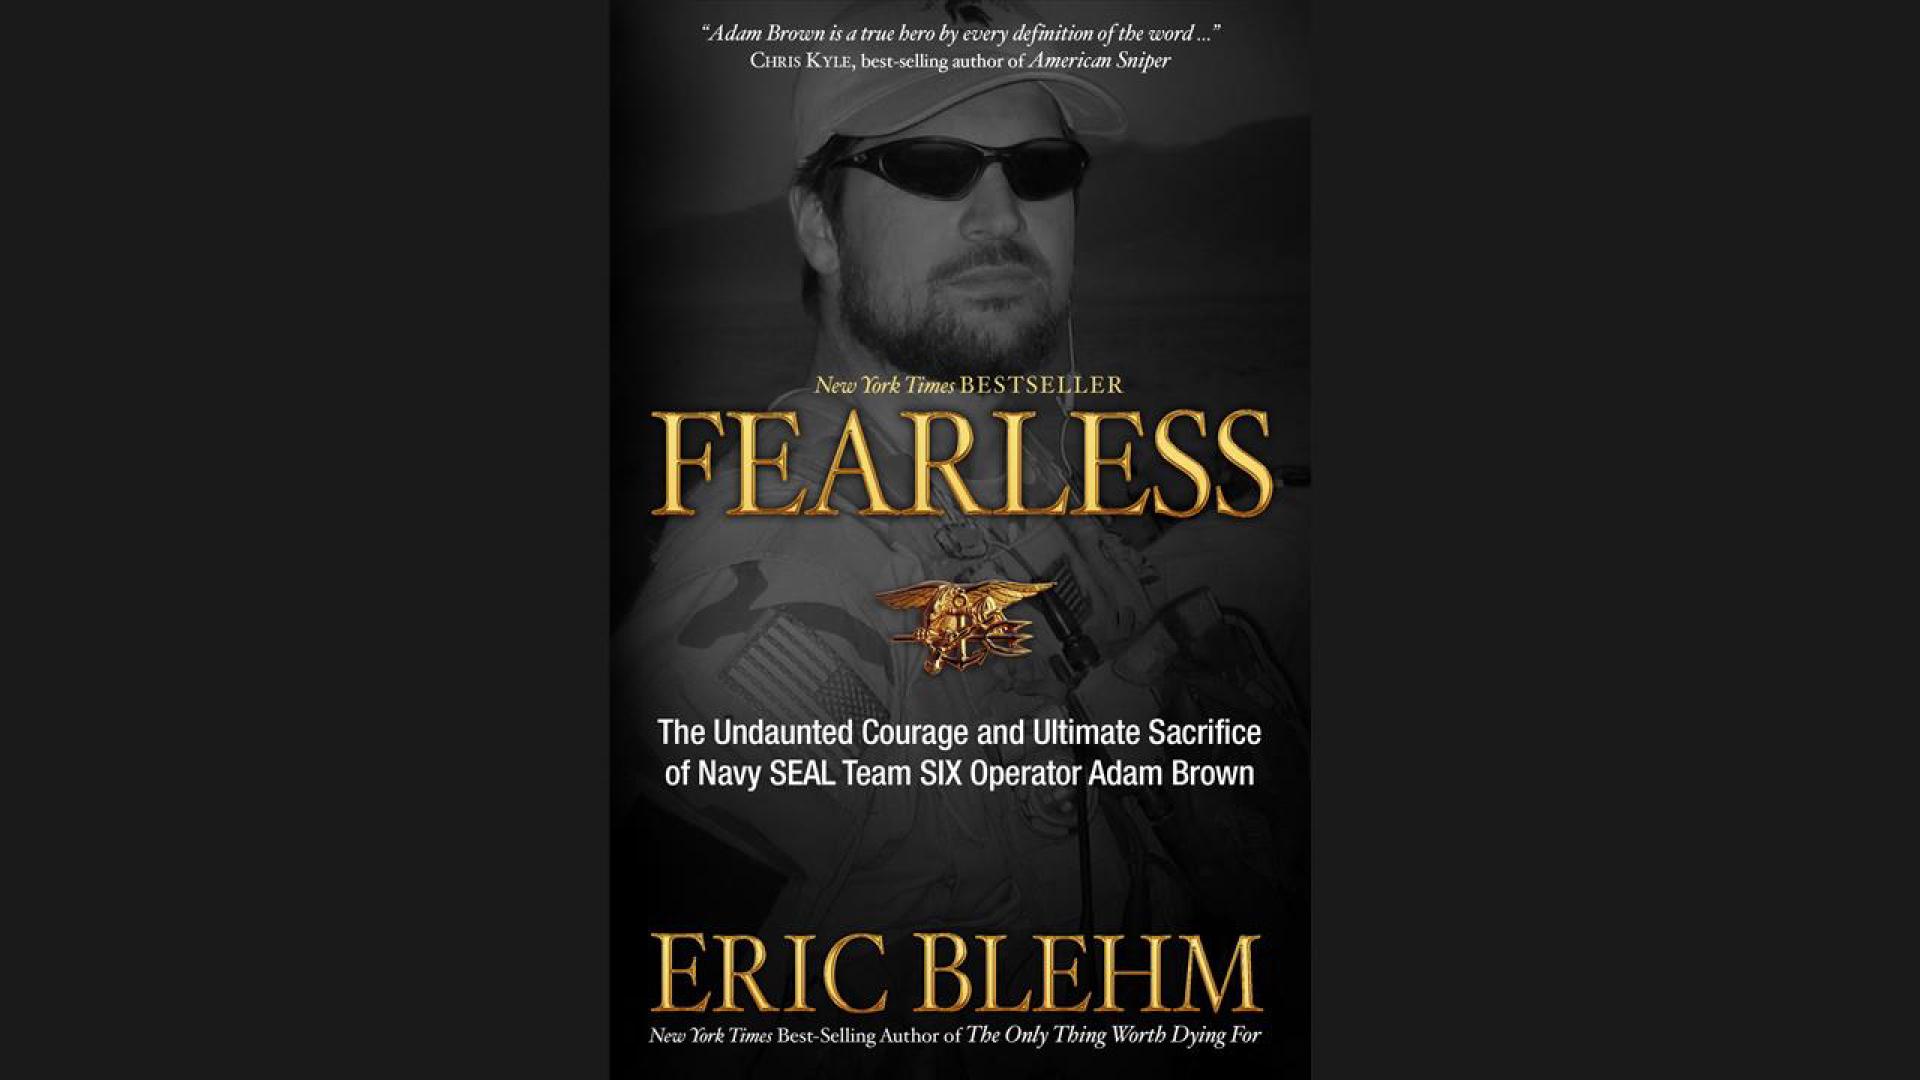 “Adam Brown is a true hero by every definition of the word ...”
CHRIS KYLE, best-selling author of American Sniper
New York Times BESTSELLER
FEARLESS
The Undaunted Courage and Ultimate Sacrifice
of Navy SEAL Team SIX Operator Adam Brown
ERIC BLEHM
New York Times Best-Selling Author of The Only Thing Worth Dying For